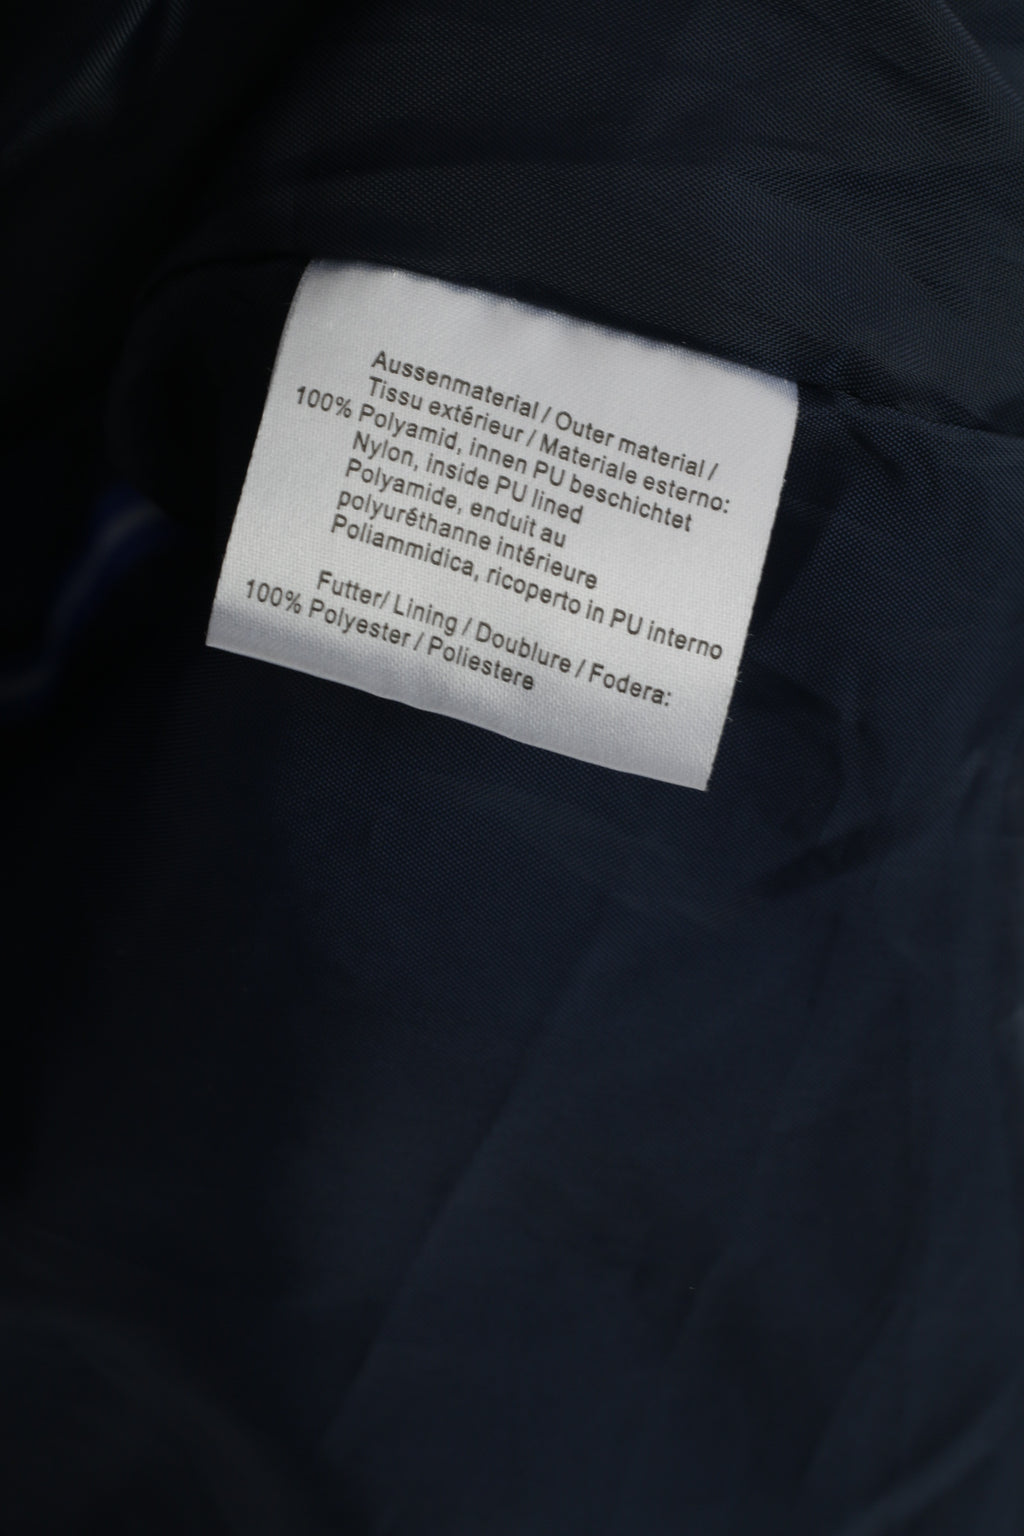 Aussenmaterial / Outer material /
Tissu extérieur / Materiale esterno:
100% Polyamid, innen PU beschichtet
Nylon, inside PU lined
Polyamide, enduit au
polyuréthanne intérieure
Poliammidica, ricoperto in PU interno
Futter/ Lining / Doublure / Fodera:
100% Polyester / Poliestere